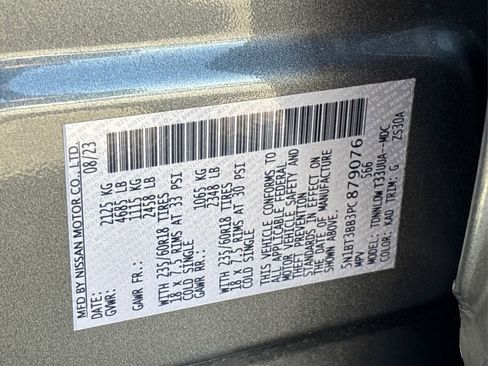 MFD BY NISSAN MOTOR CO., LTD.
DATE: 08/23
GVWR: 2125 KG
4685 LB
GAWR FR.: 1115 KG
2458 LB
WITH 235/60R18 TIRES
18 X 7.5 RIMS AT 33 PSI
COLD SINGLE
GAWR RR.: 1065 KG
2348 LB
WITH 235/60R18 TIRES
18 X 7.5 RIMS AT 30 PSI
COLD SINGLE
THIS VEHICLE CONFORMS TO
ALL APPLICABLE FEDERAL
MOTOR VEHICLE SAFETY AND
THEFT PREVENTION
STANDARDS IN EFFECT ON
THE DATE OF MANUFACTURE
SHOWN ABOVE.
5N1BT3BB3PC879076
MPV 566
MODEL: TDNNLDWT33UUA--MDC
COLOR: KAD TRIM: G ZS30A